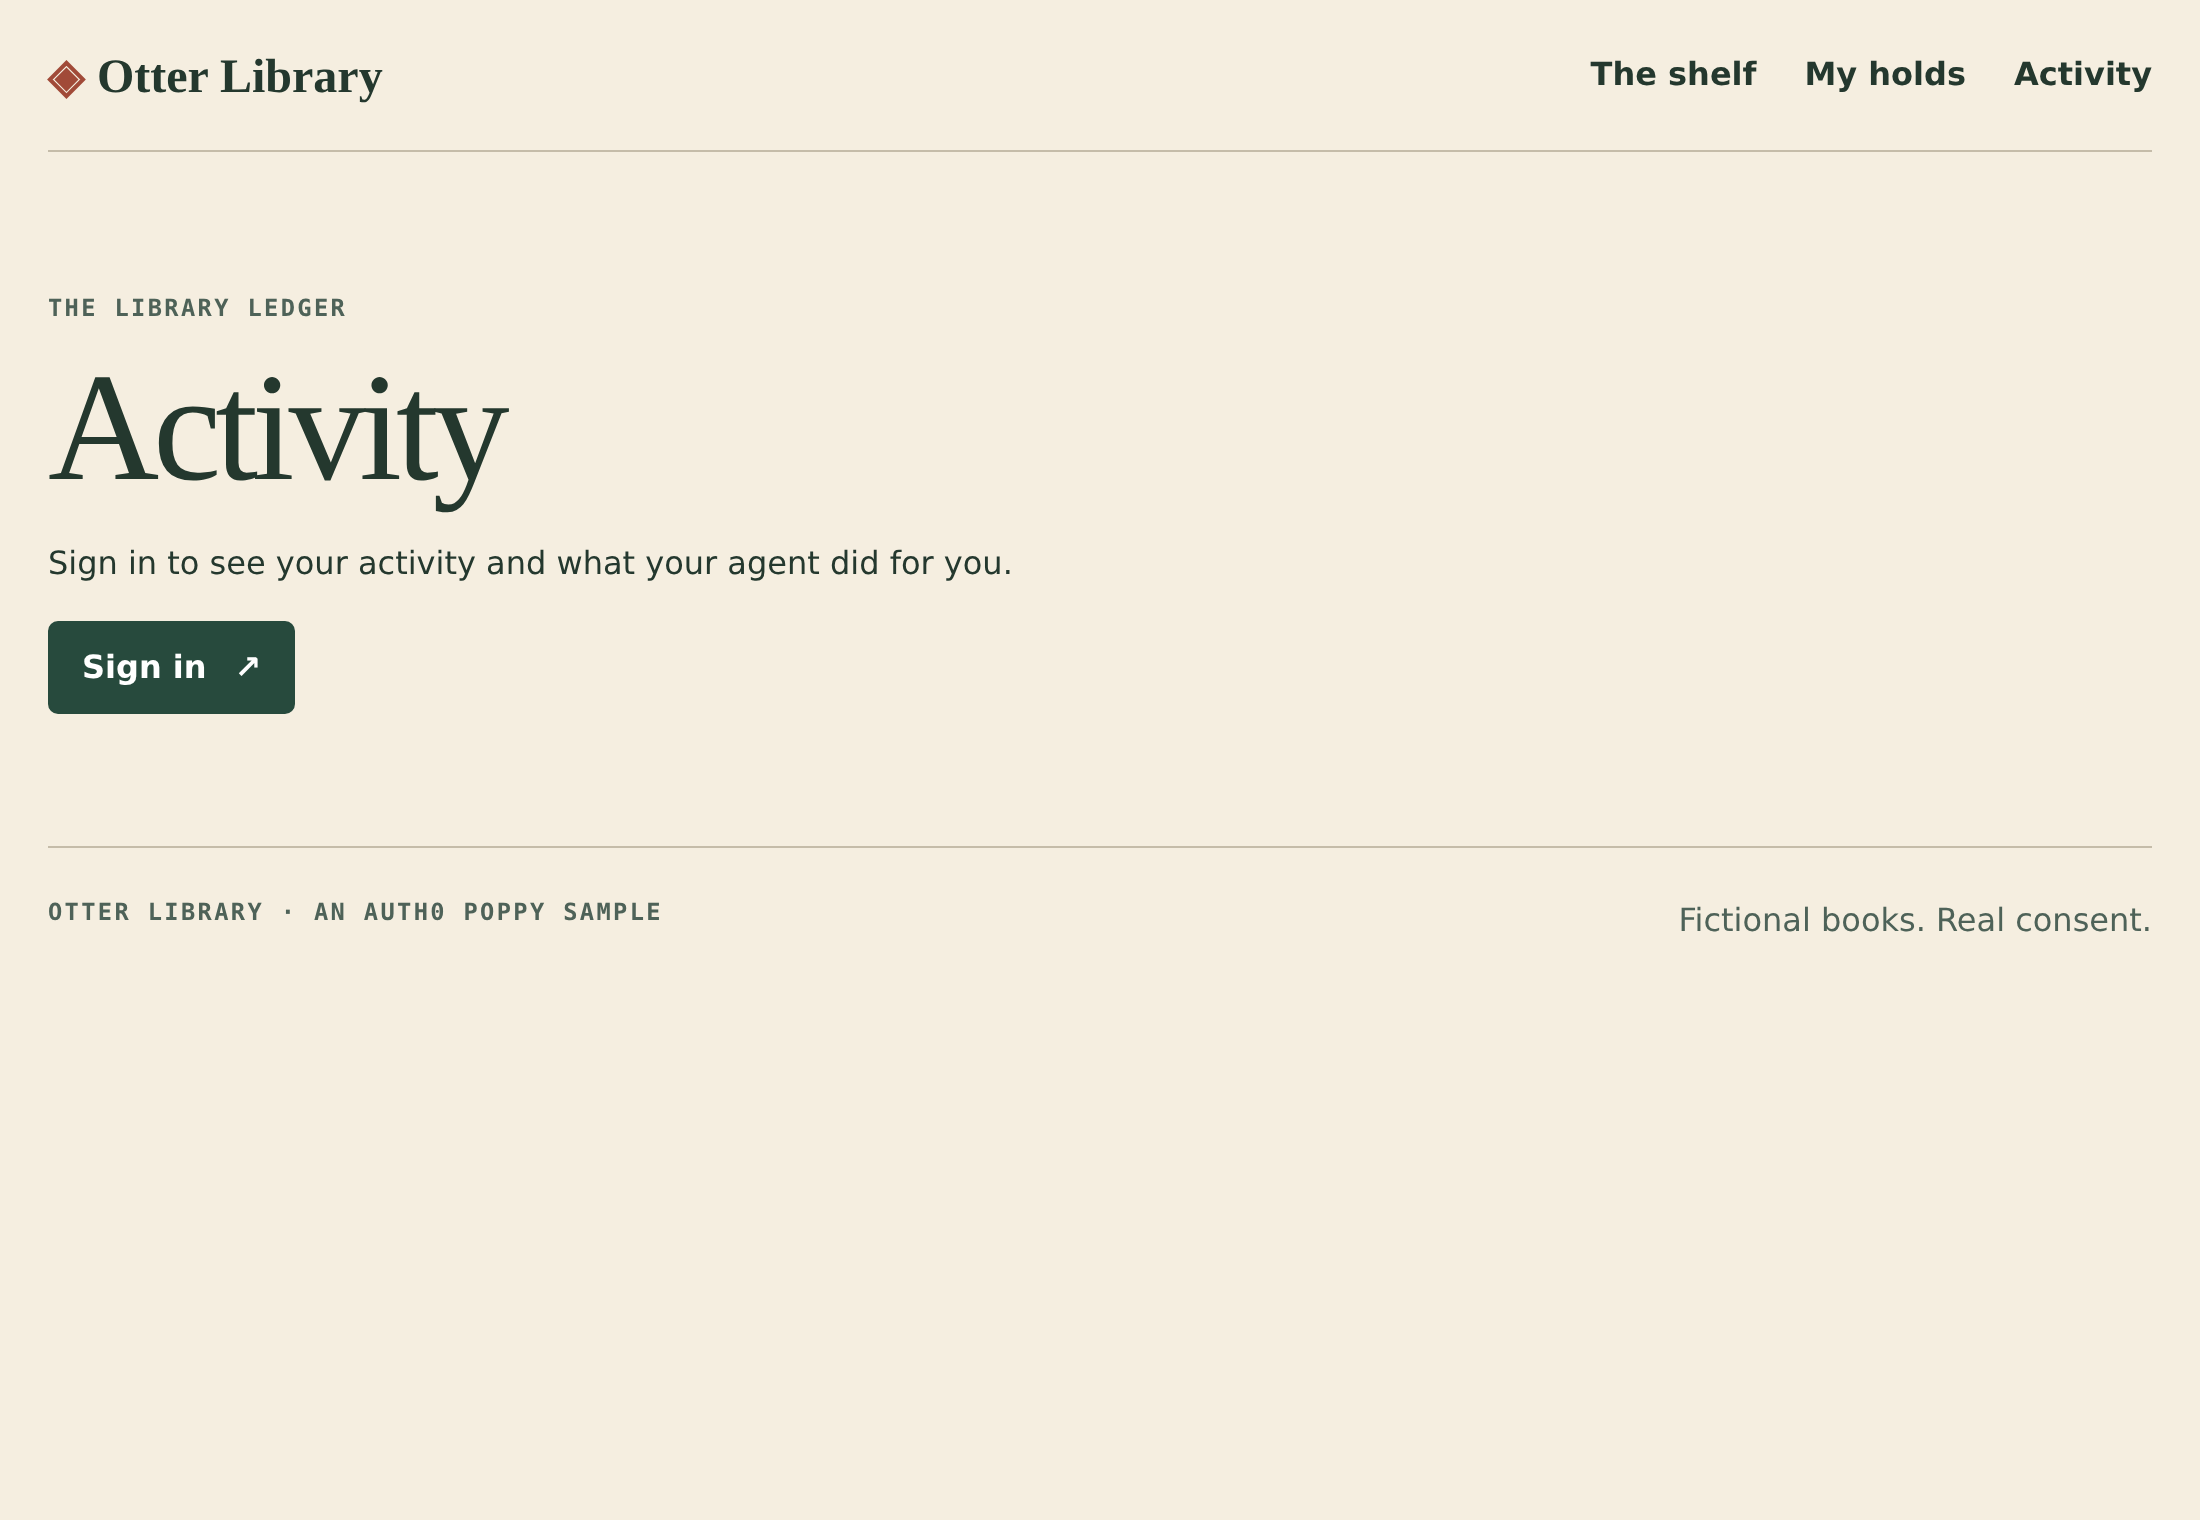 Otter Library
The shelf My holds Activity
THE LIBRARY LEDGER
Activity
Sign in to see your activity and what your agent did for you.
Sign in ↗
OTTER LIBRARY · AN AUTH0 POPPY SAMPLE
Fictional books. Real consent.